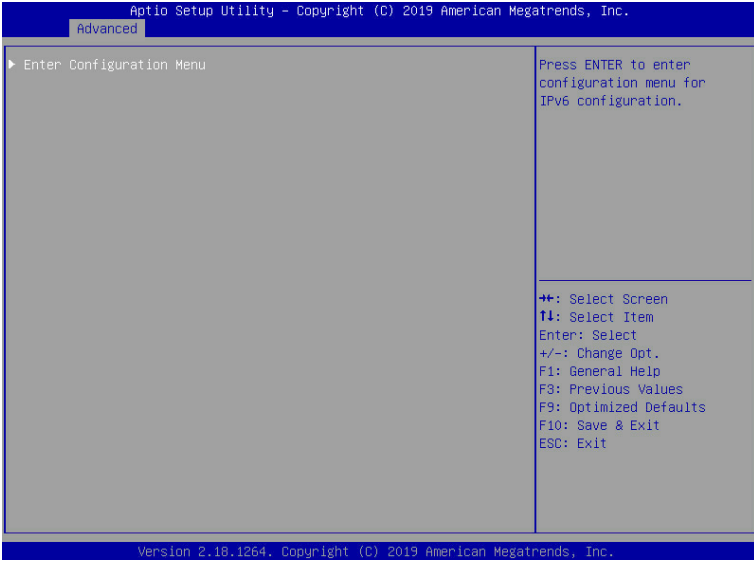 Aptio Setup Utility – Copyright (C) 2019 American Megatrends, Inc.
Advanced
▶ Enter Configuration Menu
Press ENTER to enter
configuration menu for
IPv6 configuration.
→←: Select Screen
↑↓: Select Item
Enter: Select
+/-: Change Opt.
F1: General Help
F3: Previous Values
F9: Optimized Defaults
F10: Save & Exit
ESC: Exit
Version 2.18.1264. Copyright (C) 2019 American Megatrends, Inc.